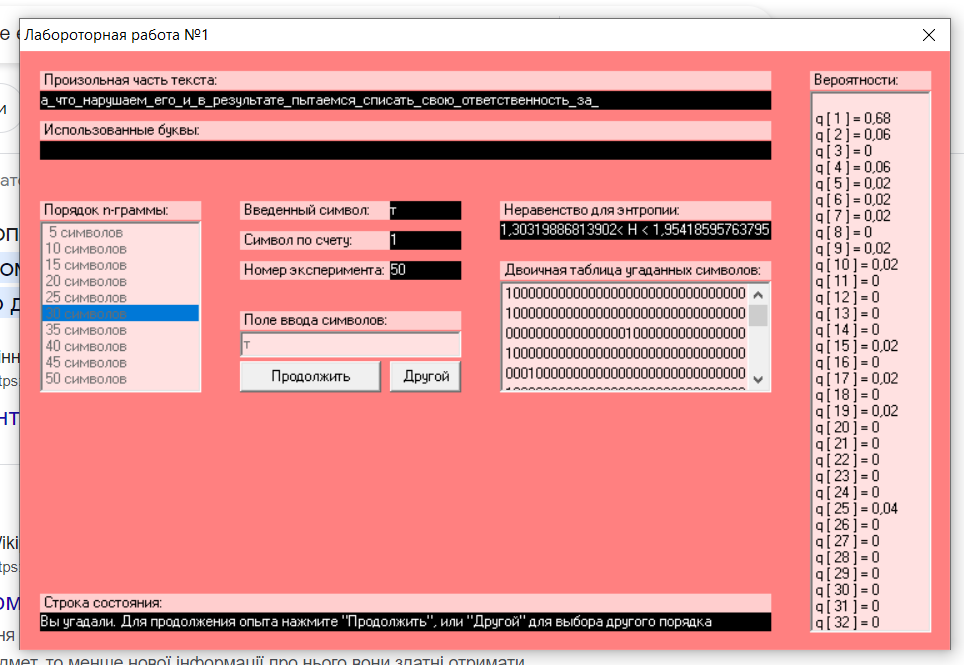 Лабороторная работа №1
Произольная часть текста:
а_что_нарушаем_его_и_в_результате_пытаемся_списать_свою_ответственность_за_
Использованные буквы:
Порядок n-граммы:
5 символов
10 символов
15 символов
20 символов
25 символов
30 символов
35 символов
40 символов
45 символов
50 символов
Введенный символ: т
Символ по счету: 1
Номер эксперимента: 50
Поле ввода символов:
т
Продолжить
Другой
Неравенство для энтропии:
1,30319886813902< H < 1,95418595763795
Двоичная таблица угаданных символов:
10000000000000000000000000000000
10000000000000000000000000000000
00000000000000001000000000000000
10000000000000000000000000000000
00010000000000000000000000000000
Вероятности:
q [ 1 ] = 0,68
q [ 2 ] = 0,06
q [ 3 ] = 0
q [ 4 ] = 0,06
q [ 5 ] = 0,02
q [ 6 ] = 0,02
q [ 7 ] = 0,02
q [ 8 ] = 0
q [ 9 ] = 0,02
q [ 10 ] = 0,02
q [ 11 ] = 0
q [ 12 ] = 0
q [ 13 ] = 0
q [ 14 ] = 0
q [ 15 ] = 0,02
q [ 16 ] = 0
q [ 17 ] = 0,02
q [ 18 ] = 0
q [ 19 ] = 0,02
q [ 20 ] = 0
q [ 21 ] = 0
q [ 22 ] = 0
q [ 23 ] = 0
q [ 24 ] = 0
q [ 25 ] = 0,04
q [ 26 ] = 0
q [ 27 ] = 0
q [ 28 ] = 0
q [ 29 ] = 0
q [ 30 ] = 0
q [ 31 ] = 0
q [ 32 ] = 0
Строка состояния:
Вы угадали. Для продолжения опыта нажмите "Продолжить", или "Другой" для выбора другого порядка
то менше нової інформації про нього вони здатні отримати